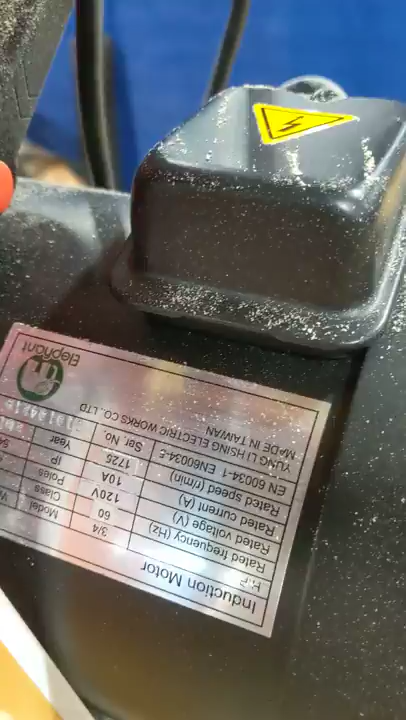 Induction Motor
H.P 3/4 Model
Rated frequency (Hz) 60 Class
Rated voltage (V) 120V Poles
Rated current (A) 10A IP
Rated speed (r/min) 1725 Year
EN 60034-1 EN60034-5 Ser No.
YUNG LI HSING ELECTRIC WORKS CO., LTD
MADE IN TAIWAN
Elephant